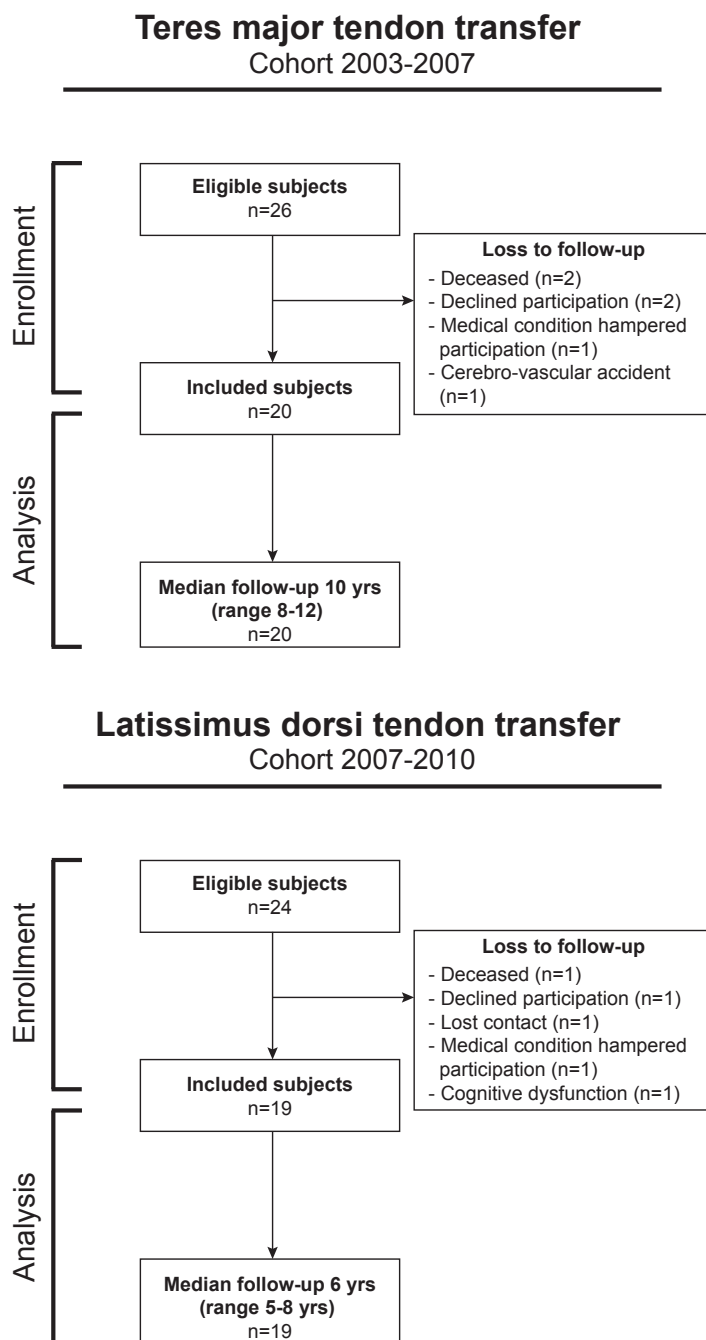 Teres major tendon transfer
Cohort 2003-2007
Enrollment
Eligible subjects
n=26
Loss to follow-up
- Deceased (n=2)
- Declined participation (n=2)
- Medical condition hampered
participation (n=1)
- Cerebro-vascular accident
(n=1)
Included subjects
n=20
Analysis
Median follow-up 10 yrs
(range 8-12)
n=20
Latissimus dorsi tendon transfer
Cohort 2007-2010
Enrollment
Eligible subjects
n=24
Loss to follow-up
- Deceased (n=1)
- Declined participation (n=1)
- Lost contact (n=1)
- Medical condition hampered
participation (n=1)
- Cognitive dysfunction (n=1)
Included subjects
n=19
Analysis
Median follow-up 6 yrs
(range 5-8 yrs)
n=19